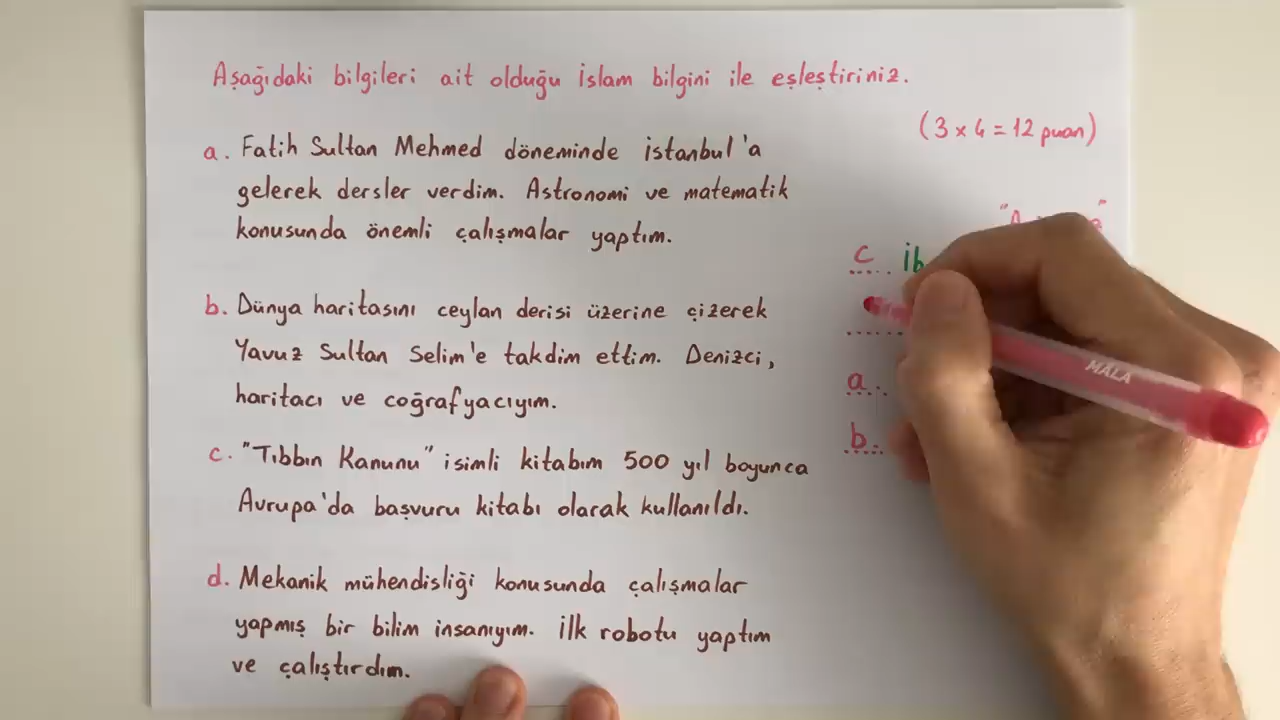 Aşağıdaki bilgileri ait olduğu İslam bilgini ile eşleştiriniz.
(3 x 4 = 12 puan)
a. Fatih Sultan Mehmed döneminde İstanbul'a
gelerek dersler verdim. Astronomi ve matematik
konusunda önemli çalışmalar yaptım.
b. Dünya haritasını ceylan derisi üzerine çizerek
Yavuz Sultan Selim'e takdim ettim. Denizci,
haritacı ve coğrafyacıyım.
c. "Tıbbın Kanunu" isimli kitabım 500 yıl boyunca
Avrupa'da başvuru kitabı olarak kullanıldı.
d. Mekanik mühendisliği konusunda çalışmalar
yapmış bir bilim insanıyım. İlk robotu yaptım
ve çalıştırdım.
c
a
b
MÁLA